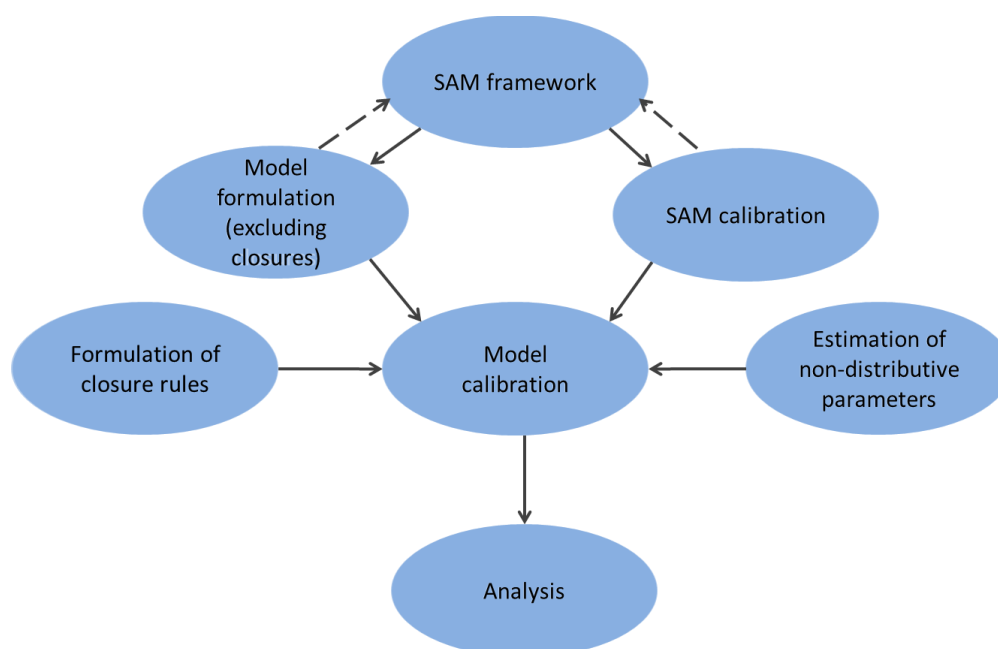 SAM framework
Model
formulation
(excluding
closures)
SAM calibration
Formulation of
closure rules
Model
calibration
Estimation of
non-distributive
parameters
Analysis